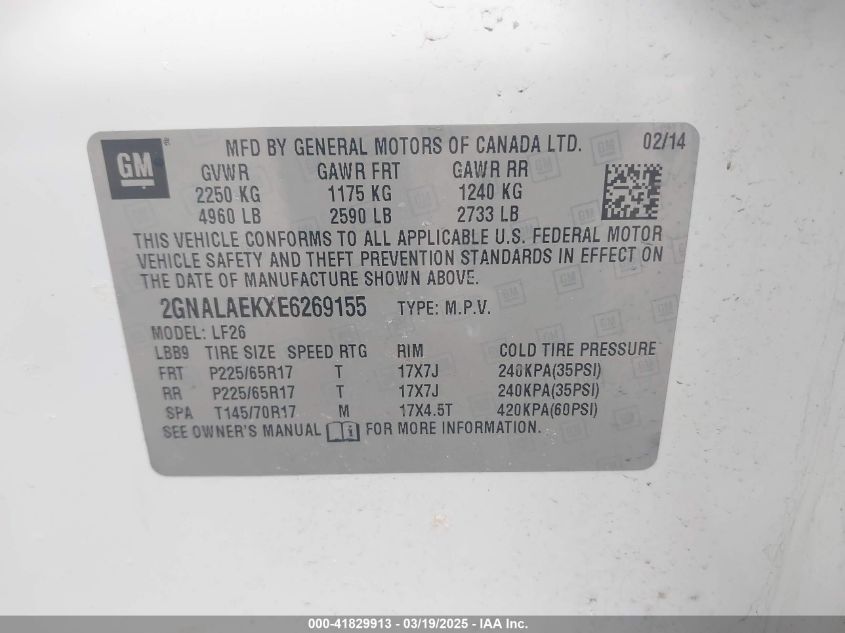 GM ® MFD BY GENERAL MOTORS OF CANADA LTD. 02/14
GVWR GAWR FRT GAWR RR
2250 KG 1175 KG 1240 KG
4960 LB 2590 LB 2733 LB
THIS VEHICLE CONFORMS TO ALL APPLICABLE U.S. FEDERAL MOTOR
VEHICLE SAFETY AND THEFT PREVENTION STANDARDS IN EFFECT ON
THE DATE OF MANUFACTURE SHOWN ABOVE.
2GNALAEKXE6269155 TYPE: M.P.V.
MODEL: LF26
LBB9 TIRE SIZE SPEED RTG RIM COLD TIRE PRESSURE
FRT P225/65R17 T 17X7J 240KPA(35PSI)
RR P225/65R17 T 17X7J 240KPA(35PSI)
SPA T145/70R17 M 17X4.5T 420KPA(60PSI)
SEE OWNER'S MANUAL FOR MORE INFORMATION.
000-41829913 - 03/19/2025 - IAA Inc.